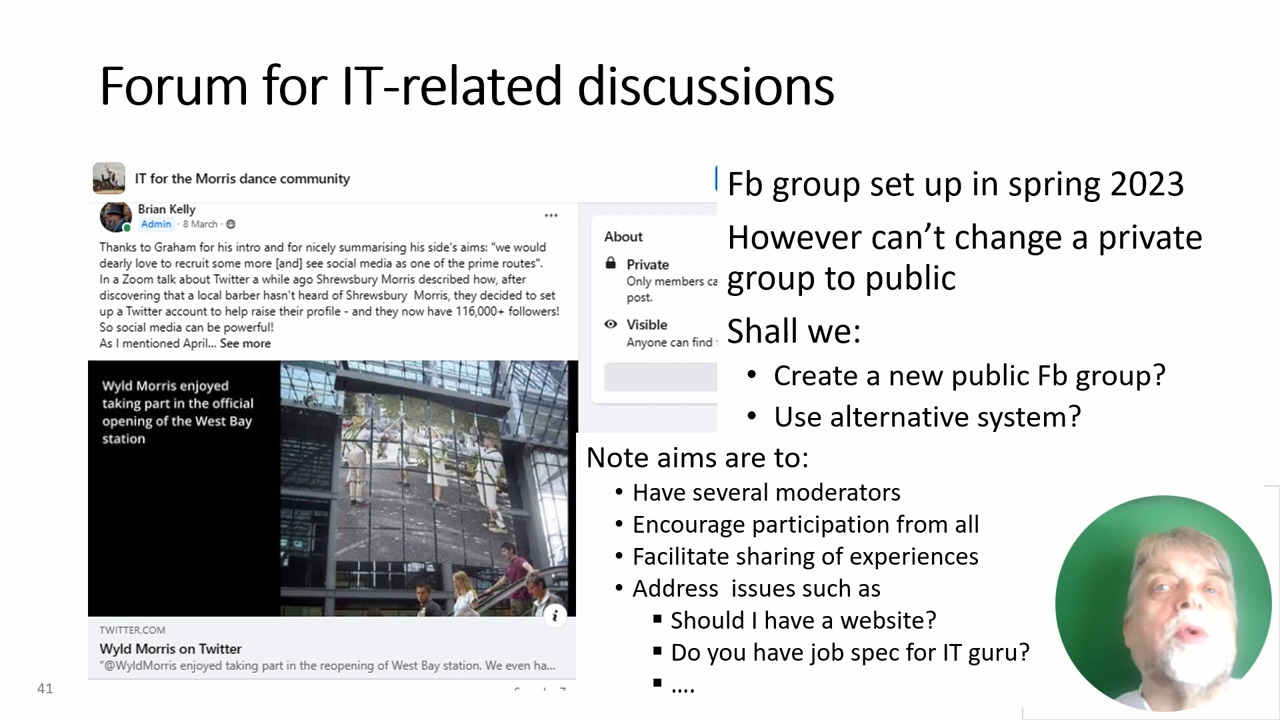 Forum for IT-related discussions
IT for the Morris dance community
Brian Kelly
Admin · 8 March ·
Thanks to Graham for his intro and for nicely summarising his side's aims: "we would
dearly love to recruit some more [and] see social media as one of the prime routes".
In a Zoom talk about Twitter a while ago Shrewsbury Morris described how, after
discovering that a local barber hasn't heard of Shrewsbury Morris, they decided to set
up a Twitter account to help raise their profile - and they now have 116,000+ followers!
So social media can be powerful!
As I mentioned April... See more
Wyld Morris enjoyed
taking part in the official
opening of the West Bay
station
TWITTER.COM
Wyld Morris on Twitter
"@WyldMorris enjoyed taking part in the reopening of West Bay station. We even ha...
About
Private
Only members ca
post.
Visible
Anyone can find
Fb group set up in spring 2023
However can't change a private
group to public
Shall we:
• Create a new public Fb group?
• Use alternative system?
Note aims are to:
• Have several moderators
• Encourage participation from all
• Facilitate sharing of experiences
• Address issues such as
▪ Should I have a website?
▪ Do you have job spec for IT guru?
▪ ....
41